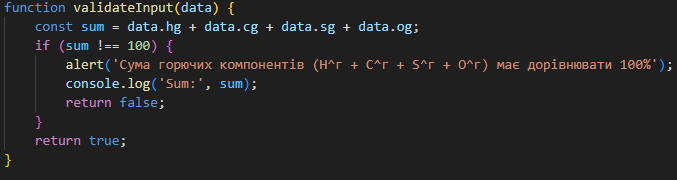 function validateInput(data) {
    const sum = data.hg + data.cg + data.sg + data.og;
    if (sum !== 100) {
        alert('Сума горючих компонентів (H^г + C^г + S^г + O^г) має дорівнювати 100%');
        console.log('Sum:', sum);
        return false;
    }
    return true;
}